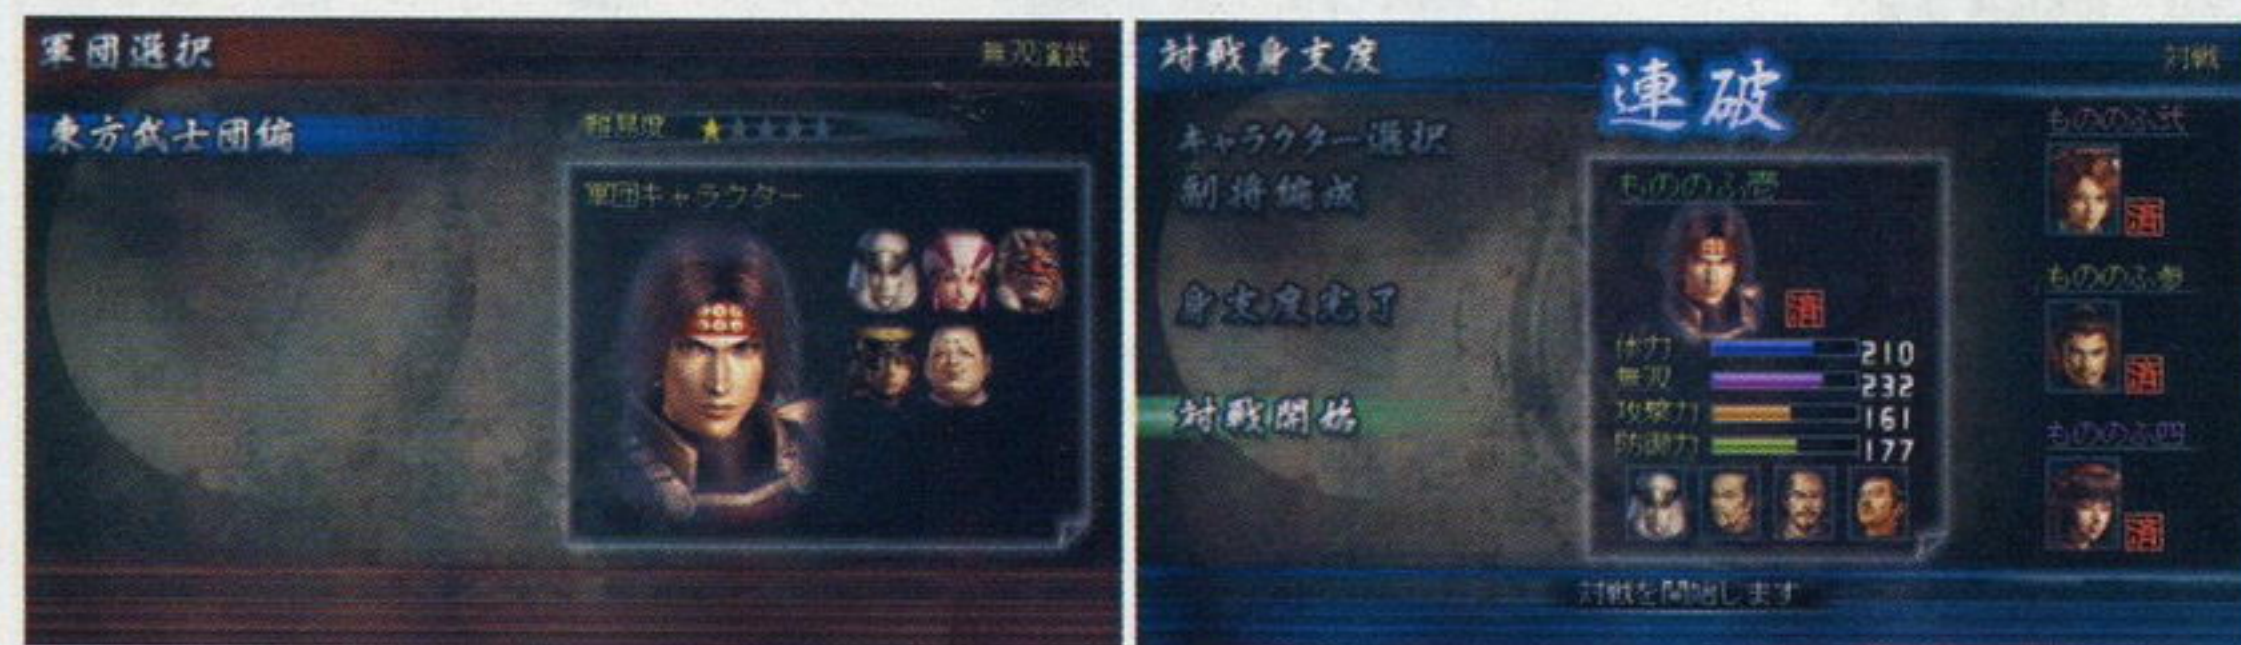 軍団選択
無双演武
東方武士団編
難易度 ★★★★★
軍団キャラクター
対戦身支度
連破
対戦
キャラクター選択
副将編成
身支度完了
対戦開始
もののふ壱
済
体力 210
無双 232
攻撃力 161
防御力 177
もののふ弐
済
もののふ参
済
もののふ四
済
対戦を開始します